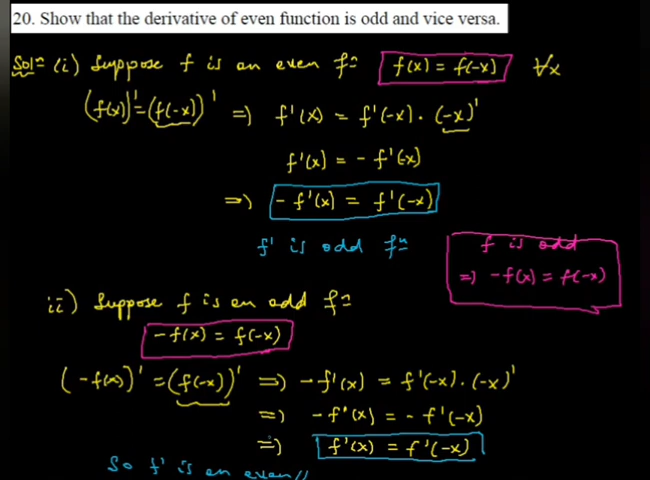 20. Show that the derivative of even function is odd and vice versa.
Solⁿ (i) Suppose f is an even fⁿ f(x) = f(-x) ∀x
(f(x))' = (f(-x))' ⇒ f'(x) = f'(-x). (-x)'
f'(x) = - f'(-x)
⇒ - f'(x) = f'(-x)
f' is odd fⁿ
f is odd
⇒ -f(x) = f(-x)
ii) Suppose f is an odd fⁿ
-f(x) = f(-x)
(-f(x))' = (f(-x))' ⇒ -f'(x) = f'(-x). (-x)'
⇒ -f'(x) = - f'(-x)
⇒ f'(x) = f'(-x)
So f' is an even//